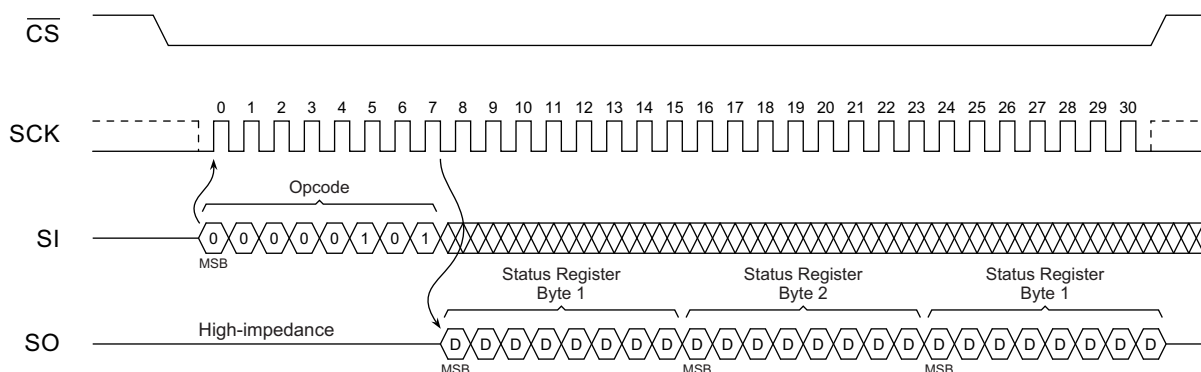 CS
0 1 2 3 4 5 6 7 8 9 10 11 12 13 14 15 16 17 18 19 20 21 22 23 24 25 26 27 28 29 30
SCK
Opcode
SI
0 0 0 0 0 1 0 1
MSB
Status Register
Byte 1
Status Register
Byte 2
Status Register
Byte 1
High-impedance
SO
D D D D D D D D D D D D D D D D D D D D D D D D
MSB MSB MSB